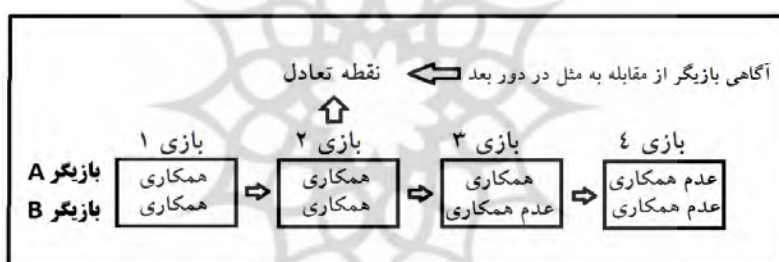 آگاهی بازیگر از مقابله به مثل در دور بعد نقطه تعادل
بازی ۱ بازی ۲ بازی ۳ بازی ٤
بازیگر A همکاری همکاری همکاری عدم همکاری
بازیگر B همکاری همکاری عدم همکاری عدم همکاری